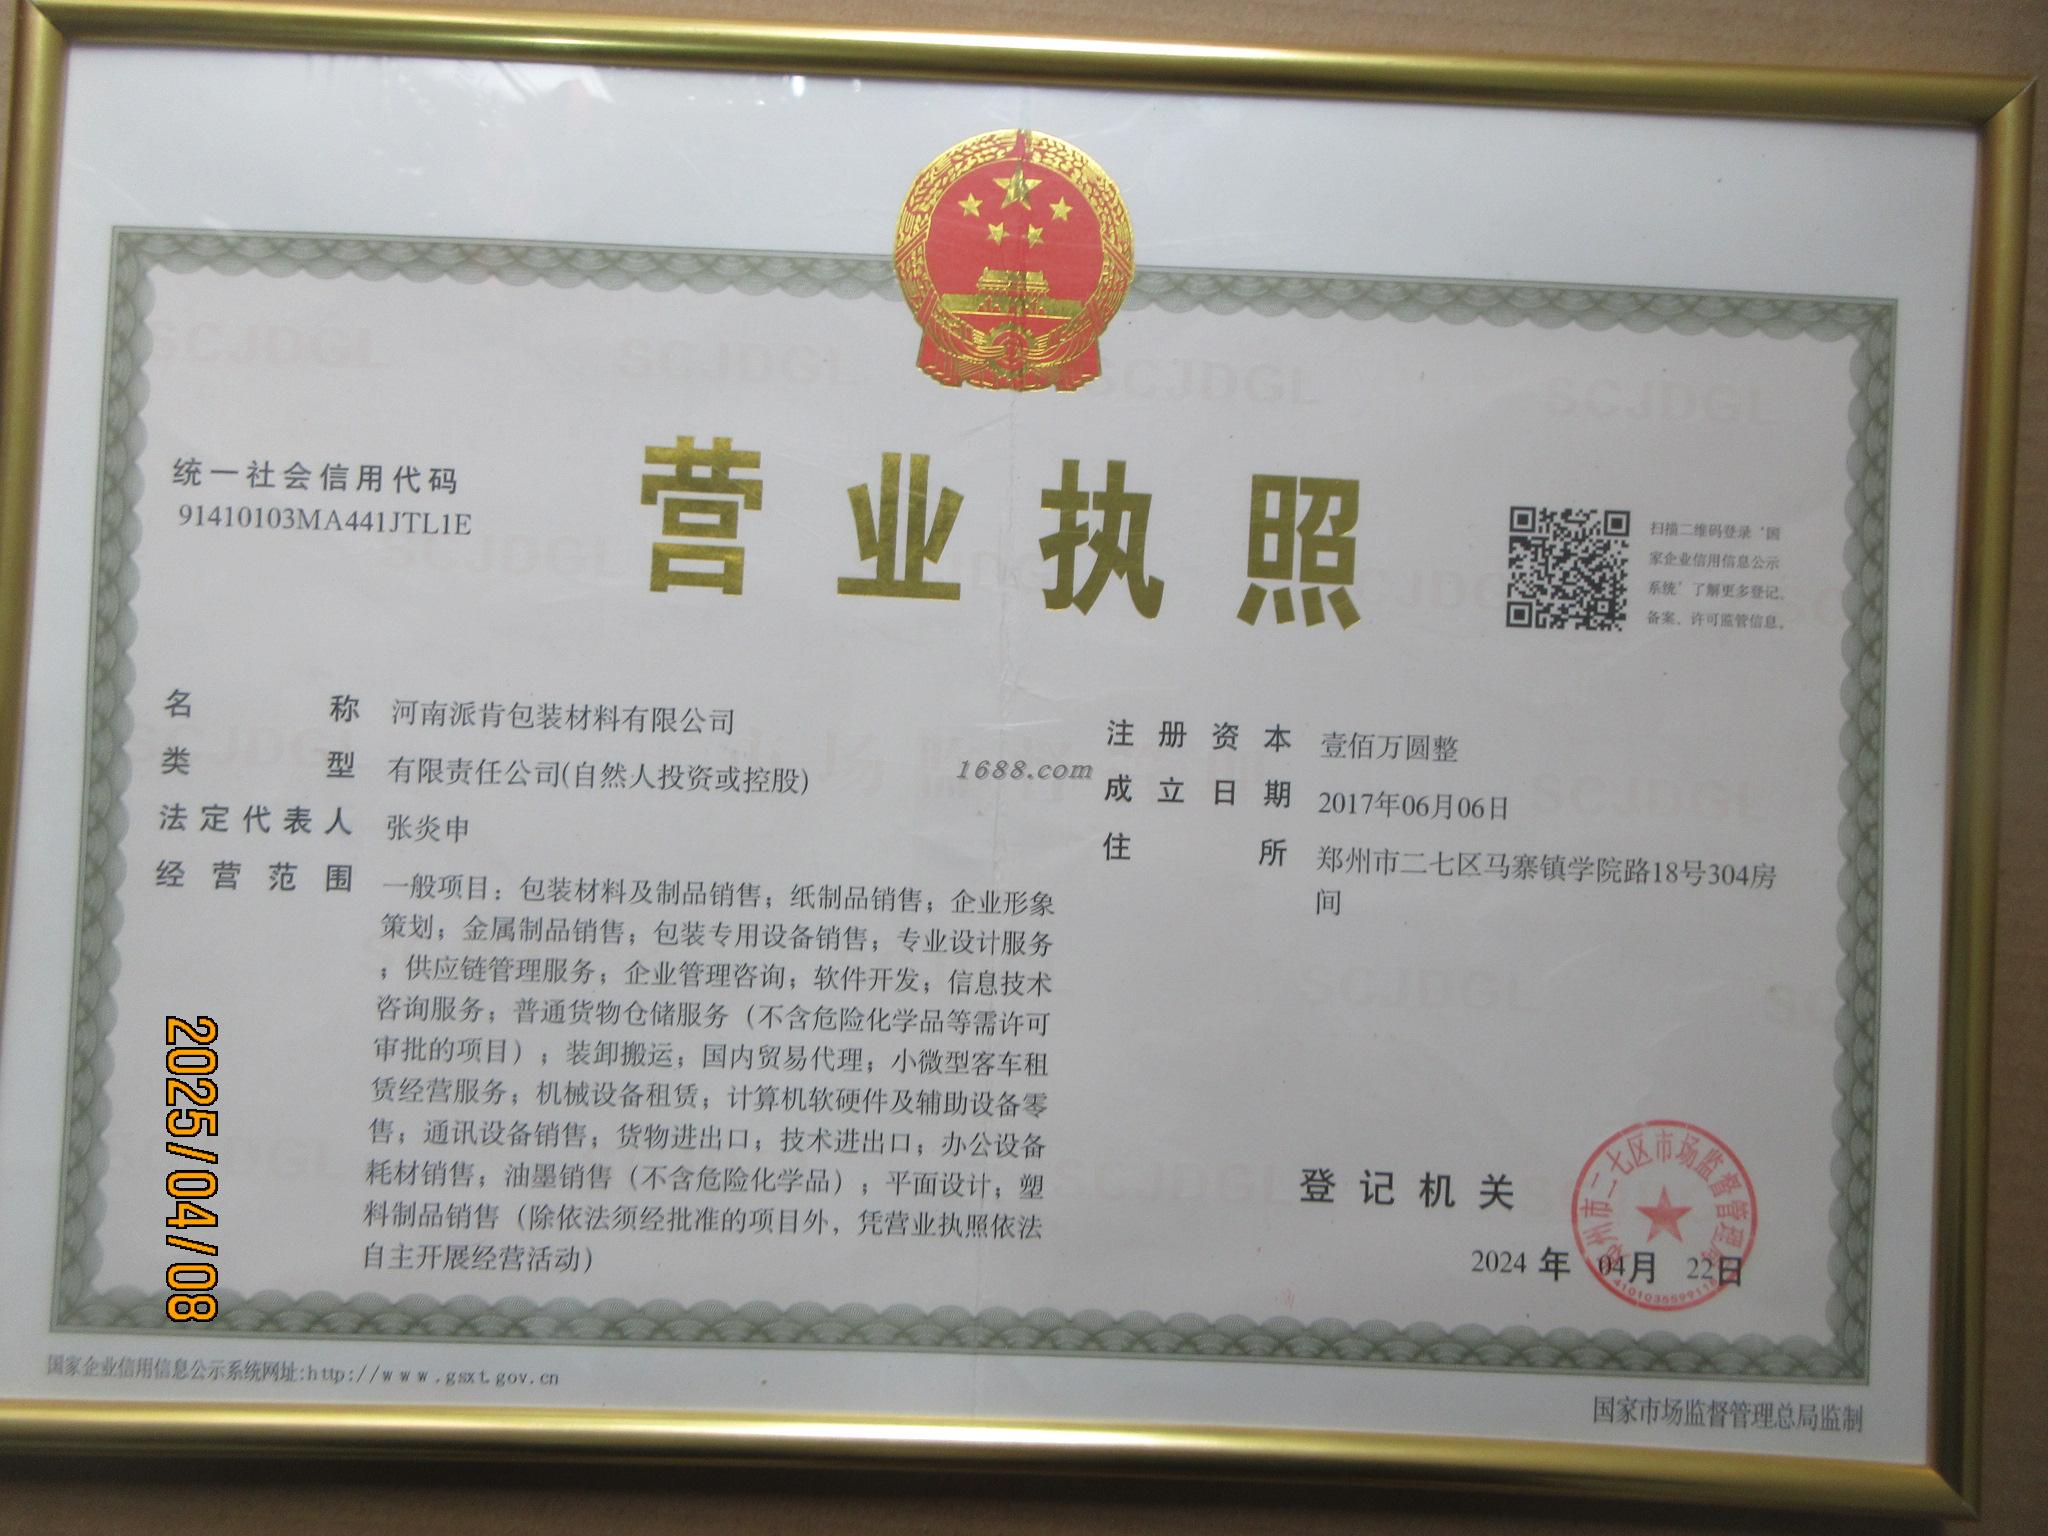 营业执照
统一社会信用代码
91410103MA441JTL1E
扫描二维码登录‘国
家企业信用信息公示
系统’了解更多登记、
备案、许可监管信息。
名称 河南派肯包装材料有限公司
类型 有限责任公司(自然人投资或控股)
法定代表人 张炎申
经营范围 一般项目：包装材料及制品销售；纸制品销售；企业形象
策划；金属制品销售；包装专用设备销售；专业设计服务
；供应链管理服务；企业管理咨询；软件开发；信息技术
咨询服务；普通货物仓储服务（不含危险化学品等需许可
审批的项目）；装卸搬运；国内贸易代理；小微型客车租
赁经营服务；机械设备租赁；计算机软硬件及辅助设备零
售；通讯设备销售；货物进出口；技术进出口；办公设备
耗材销售；油墨销售（不含危险化学品）；平面设计；塑
料制品销售（除依法须经批准的项目外，凭营业执照依法
自主开展经营活动）
注册资本 壹佰万圆整
成立日期 2017年06月06日
住所 郑州市二七区马寨镇学院路18号304房
间
1688.com
登记机关
郑州市二七区市场监督管理局
2024年04月22日
2025/04/08
国家企业信用信息公示系统网址:http://www.gsxt.gov.cn
国家市场监督管理总局监制
SCJDGL